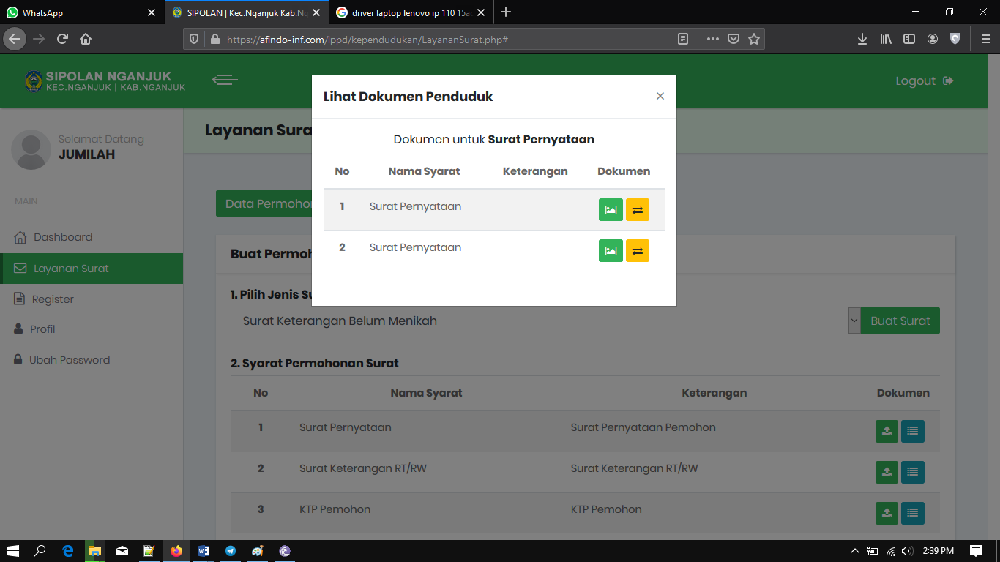 WhatsApp
SIPOLAN | Kec.Nganjuk Kab.Ng
driver laptop lenovo ip 110 15a
https://afindo-inf.com/lppd/kependudukan/LayananSurat.php#
SIPOLAN NGANJUK
KEC.NGANJUK | KAB.NGANJUK
Logout
Selamat Datang
JUMILAH
MAIN
Dashboard
Layanan Surat
Register
Profil
Ubah Password
Layanan Sura
Data Permohon
Buat Permoh
1. Pilih Jenis Su
Surat Keterangan Belum Menikah
Buat Surat
2. Syarat Permohonan Surat
No Nama Syarat Keterangan Dokumen
1 Surat Pernyataan Surat Pernyataan Pemohon
2 Surat Keterangan RT/RW Surat Keterangan RT/RW
3 KTP Pemohon KTP Pemohon
Lihat Dokumen Penduduk
×
Dokumen untuk Surat Pernyataan
No Nama Syarat Keterangan Dokumen
1 Surat Pernyataan
2 Surat Pernyataan
2:39 PM